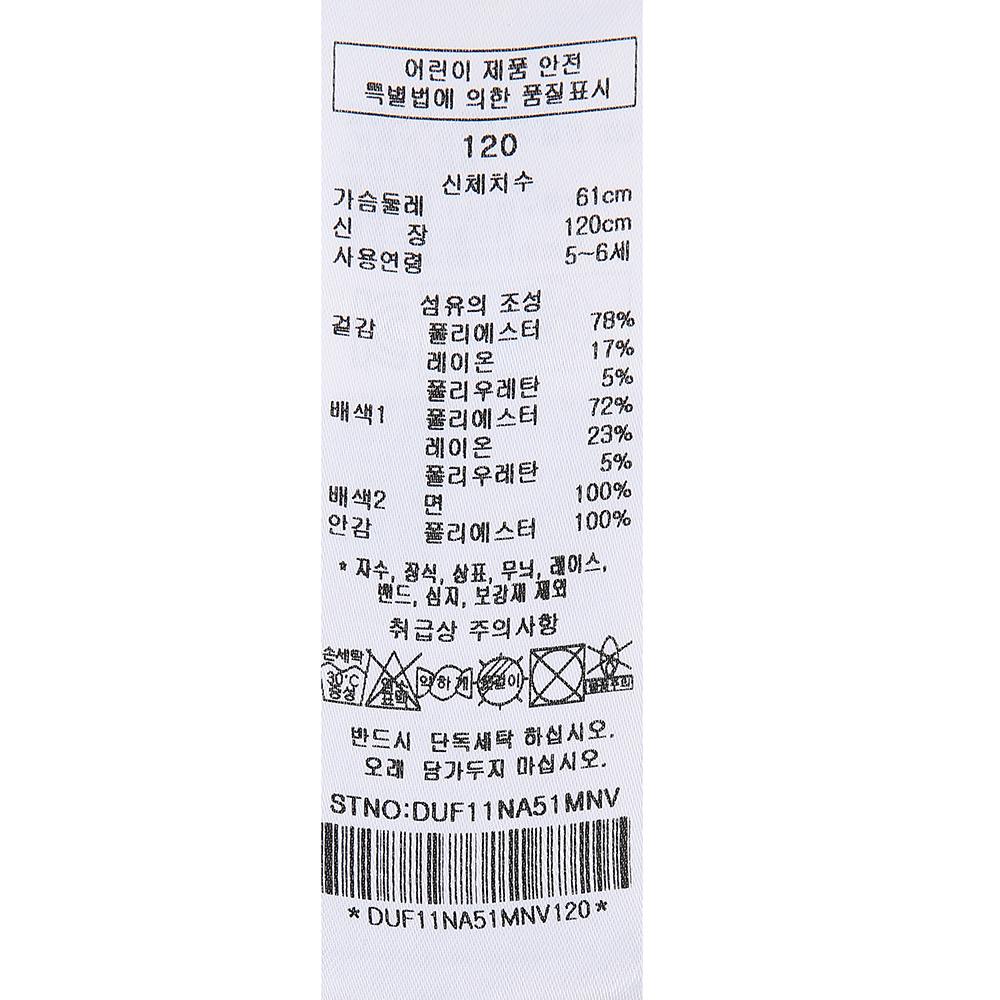 어린이 제품 안전
특별법에 의한 품질표시
120
신체치수
가슴둘레 61cm
신 장 120cm
사용연령 5~6세
섬유의 조성
겉감 폴리에스터 78%
레이온 17%
폴리우레탄 5%
배색1 폴리에스터 72%
레이온 23%
폴리우레탄 5%
배색2 면 100%
안감 폴리에스터 100%
* 자수, 장식, 상표, 무늬, 레이스,
밴드, 심지, 보강재 제외
취급상 주의사항
손세탁
30°C
중성
염소
표백
약하게
옷걸이
반드시 단독세탁 하십시오.
오래 담가두지 마십시오.
STNO:DUF11NA51MNV
*DUF11NA51MNV120*